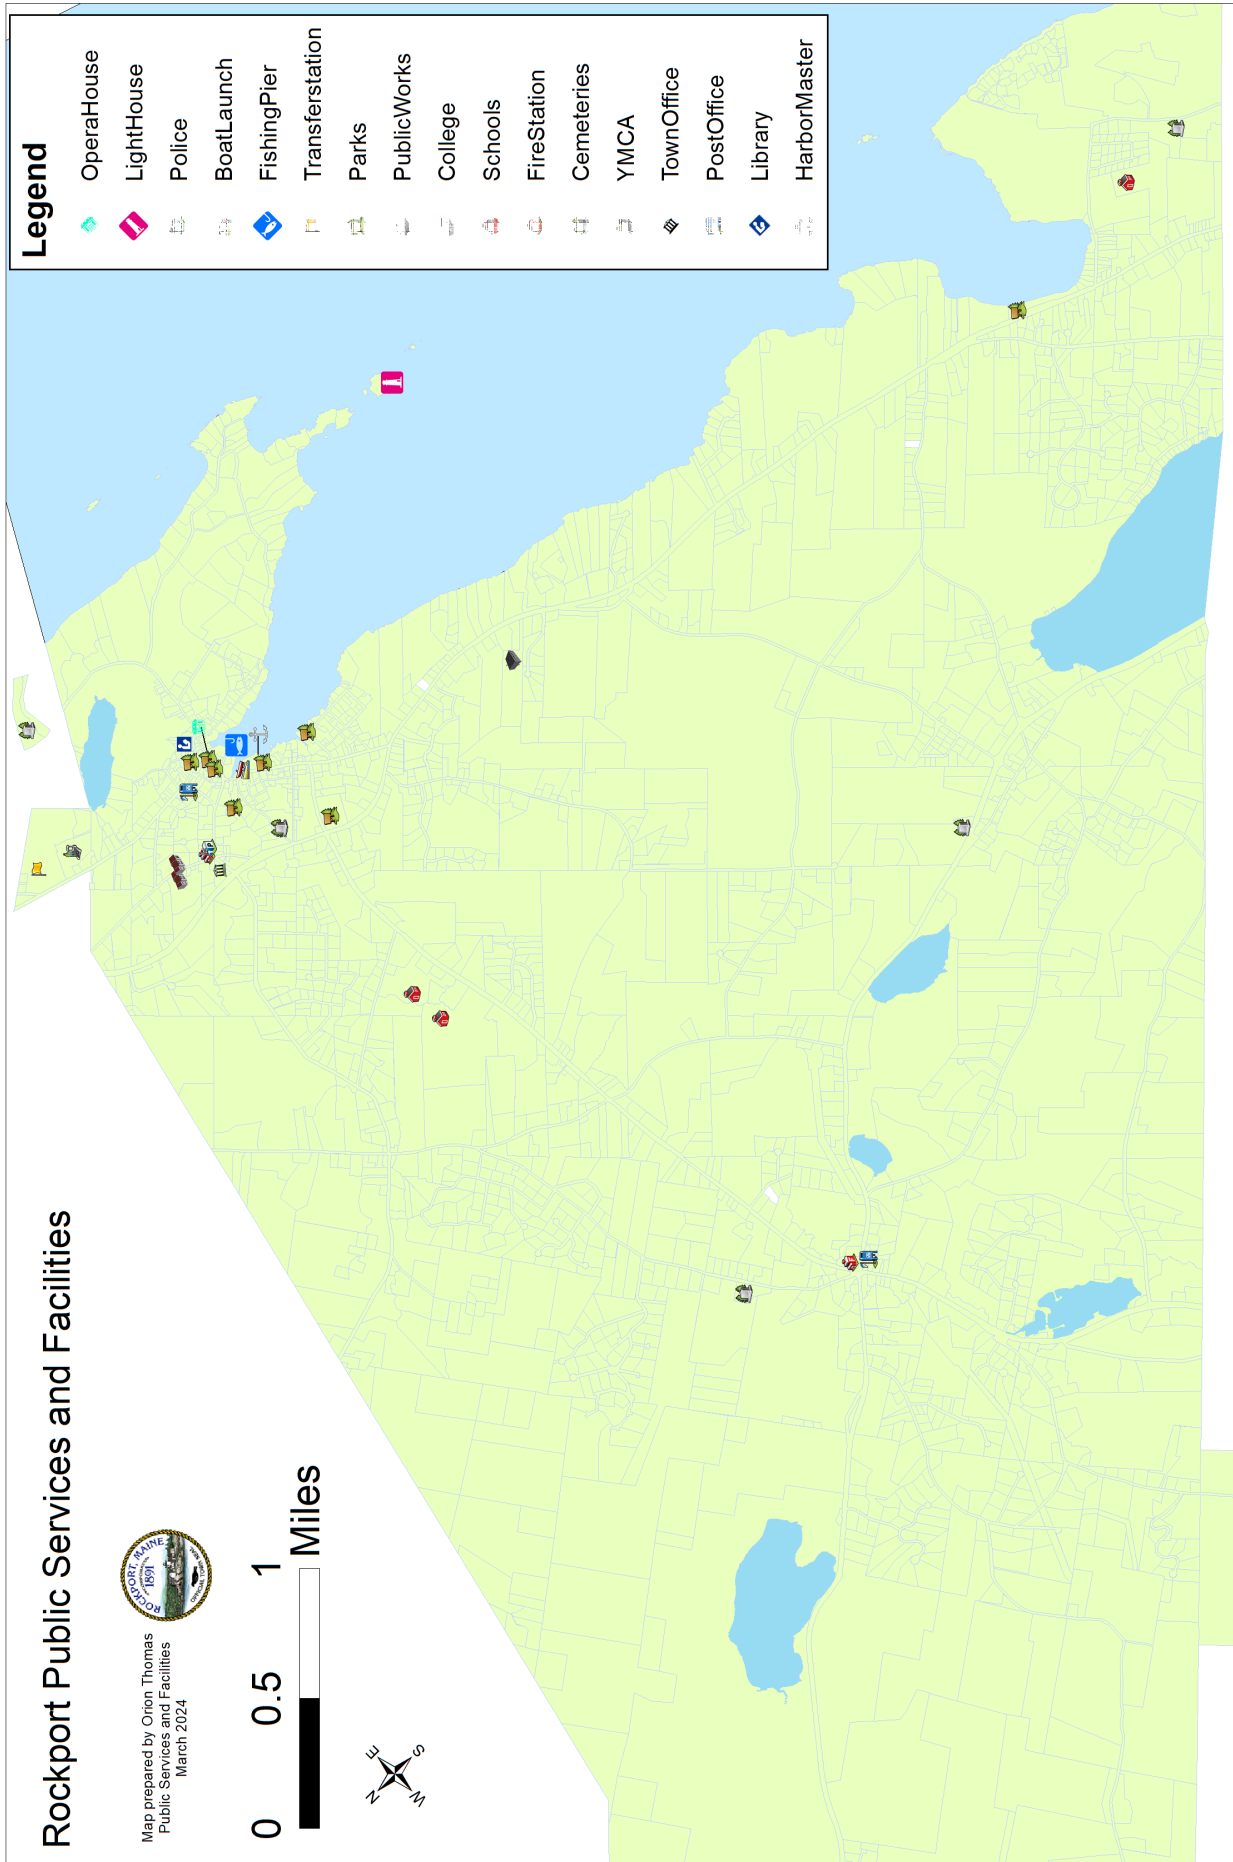 Rockport Public Services and Facilities
Map prepared by Orion Thomas
Public Services and Facilities
March 2024
ROCKPORT, MAINE
1891
0 0.5 1
Miles
N
E
S
W
Legend
OperaHouse
LightHouse
Police
BoatLaunch
FishingPier
Transferstation
Parks
PublicWorks
College
Schools
FireStation
Cemeteries
YMCA
TownOffice
PostOffice
Library
HarborMaster